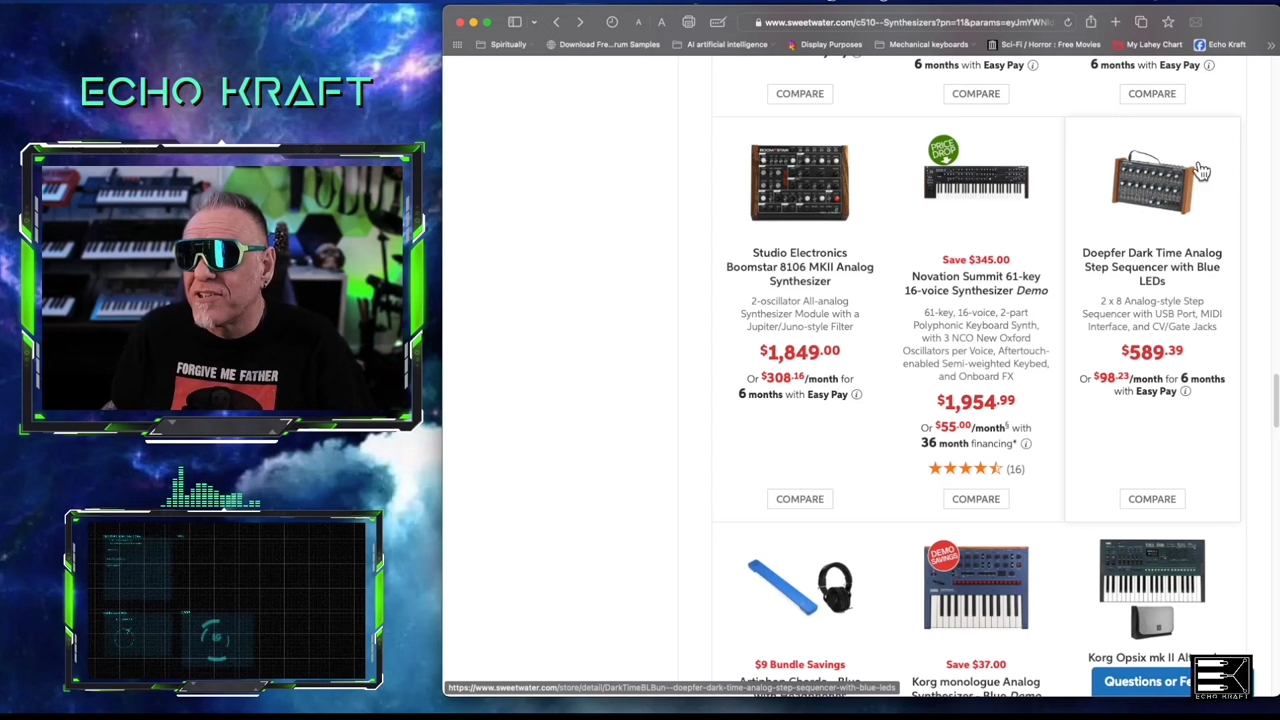 ECHO KRAFT
FORGIVE ME FATHER
www.sweetwater.com/c510--Synthesizers?pn=11&params=eyJmYWNl
A A
Spiritually
Download Fre...rum Samples
AI artificial intelligence
Display Purposes
Mechanical keyboards
Sci-Fi / Horror : Free Movies
My Lahey Chart
Echo Kraft
6 months with Easy Pay
6 months with Easy Pay
COMPARE
COMPARE
COMPARE
Studio Electronics
Boomstar 8106 MKII Analog
Synthesizer
2-oscillator All-analog
Synthesizer Module with a
Jupiter/Juno-style Filter
$1,849.00
Or $308.16/month for
6 months with Easy Pay
COMPARE
PRICE
DROP
Save $345.00
Novation Summit 61-key
16-voice Synthesizer Demo
61-key, 16-voice, 2-part
Polyphonic Keyboard Synth,
with 3 NCO New Oxford
Oscillators per Voice, Aftertouch-
enabled Semi-weighted Keybed,
and Onboard FX
$1,954.99
Or $55.00/month§ with
36 month financing*
(16)
COMPARE
Doepfer Dark Time Analog
Step Sequencer with Blue
LEDs
2 x 8 Analog-style Step
Sequencer with USB Port, MIDI
Interface, and CV/Gate Jacks
$589.39
Or $98.23/month for 6 months
with Easy Pay
COMPARE
$9 Bundle Savings
DEMO
SAVINGS
Save $37.00
Korg monologue Analog
Synthesizer - Blue Demo
Korg Opsix mk II
Questions or Fe
https://www.sweetwater.com/store/detail/DarkTimeBLBun--doepfer-dark-time-analog-step-sequencer-with-blue-leds
ECHO KRAFT